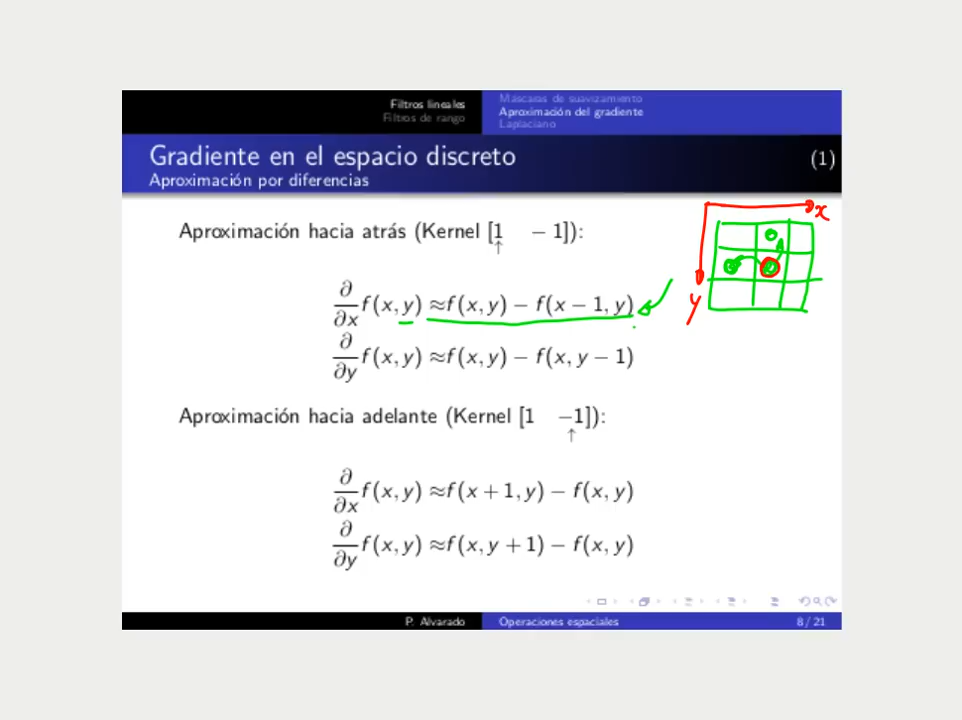 Filtros lineales
Filtros de rango
Máscaras de suavizamiento
Aproximación del gradiente
Laplaciano
Gradiente en el espacio discreto (1)
Aproximación por diferencias
Aproximación hacia atrás (Kernel [1 −1]):
↑
∂/∂x f(x, y) ≈ f(x, y) − f(x − 1, y)
∂/∂y f(x, y) ≈ f(x, y) − f(x, y − 1)
Aproximación hacia adelante (Kernel [1 −1]):
↑
∂/∂x f(x, y) ≈ f(x + 1, y) − f(x, y)
∂/∂y f(x, y) ≈ f(x, y + 1) − f(x, y)
x
y
P. Alvarado Operaciones espaciales 8 / 21